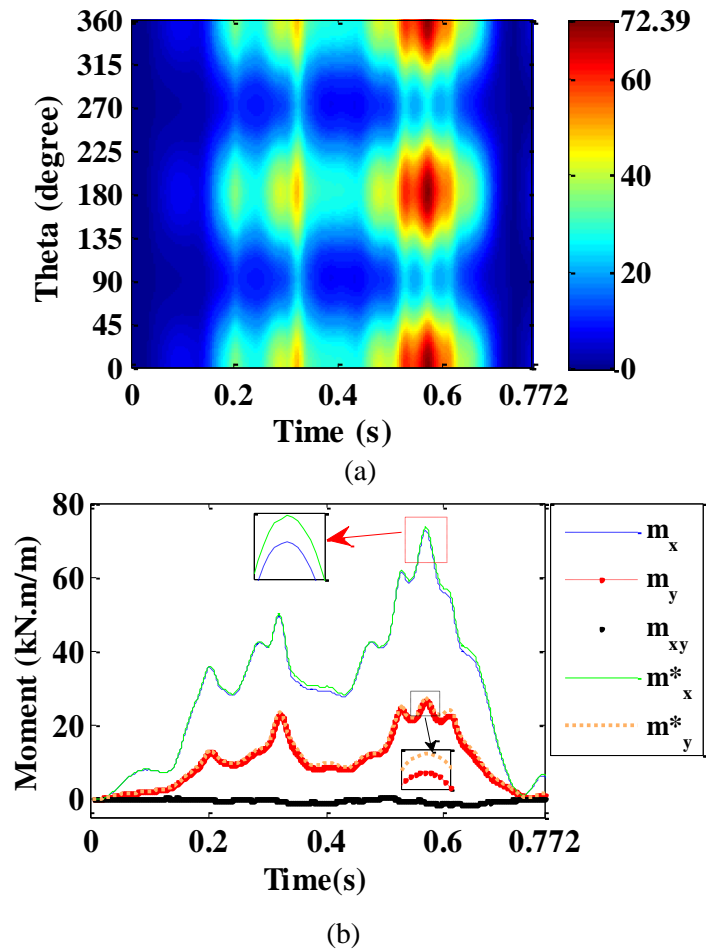 360
315
270
225
180
135
90
45
0
Theta (degree)
0 0.2 0.4 0.6 0.772
Time (s)
72.39
60
40
20
0
(a)
80
60
40
20
0
Moment (kN.m/m)
0 0.2 0.4 0.6 0.772
Time(s)
m_x
m_y
m_xy
m*_x
m*_y
(b)